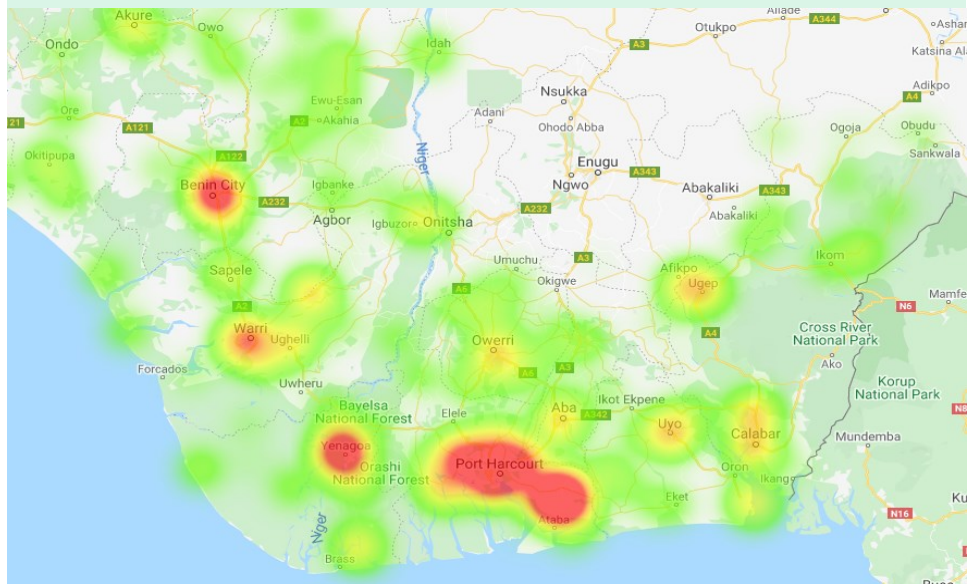 Akure
Owo
Ondo
Idah
A3
Otukpo
Aliade
A344
Katsina Ala
Adikpo
A4
Nsukka
Adani
Ewu-Esan
Akahia
A2
Ore
21
A121
Ohodo Abba
Ogoja
Obudu
Sankwala
Okitipupa
A122
Niger
Enugu
Ngwo
A343
Abakaliki
A343
Benin City
Igbanke
A232
Agbor
Igbuzor
Onitsha
A232
Abakaliki
A3
Umuchu
Okigwe
Ikom
Afikpo
Ugep
Sapele
A6
A2
N6
Mamfe
Warri
Ughelli
Owerri
A4
Cross River
National Park
Forcados
A6
A3
Ako
Uwheru
Korup
National Park
Bayelsa
National Forest
Elele
Aba
A342
Ikot Ekpene
N8
Uyo
Calabar
Mundemba
Yenagoa
Orashi
National Forest
Port Harcourt
Oron
Ikang
Eket
Ku
N16
Ataba
Niger
Brass